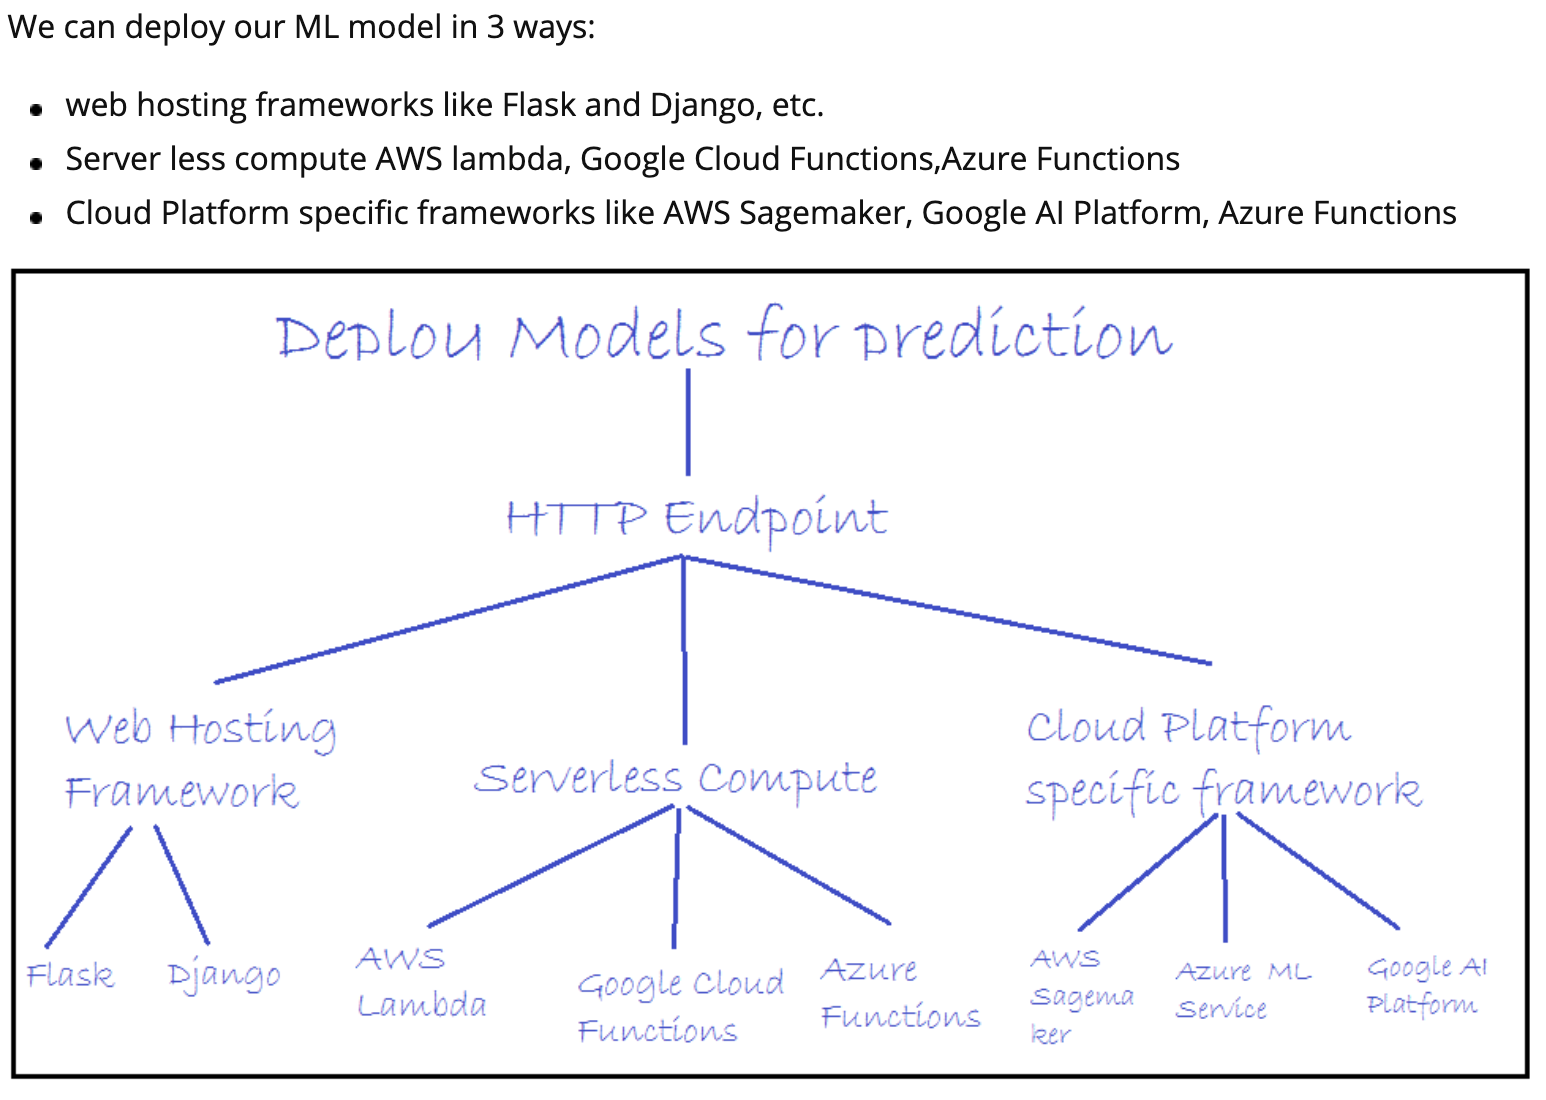 We can deploy our ML model in 3 ways:
• web hosting frameworks like Flask and Django, etc.
• Server less compute AWS lambda, Google Cloud Functions,Azure Functions
• Cloud Platform specific frameworks like AWS Sagemaker, Google AI Platform, Azure Functions
Deploy Models for prediction
HTTP Endpoint
Web Hosting
Framework
Serverless Compute
Cloud Platform
specific framework
Flask
Django
AWS
Lambda
Google Cloud
Functions
Azure
Functions
AWS
Sagema
ker
Azure ML
Service
Google AI
Platform